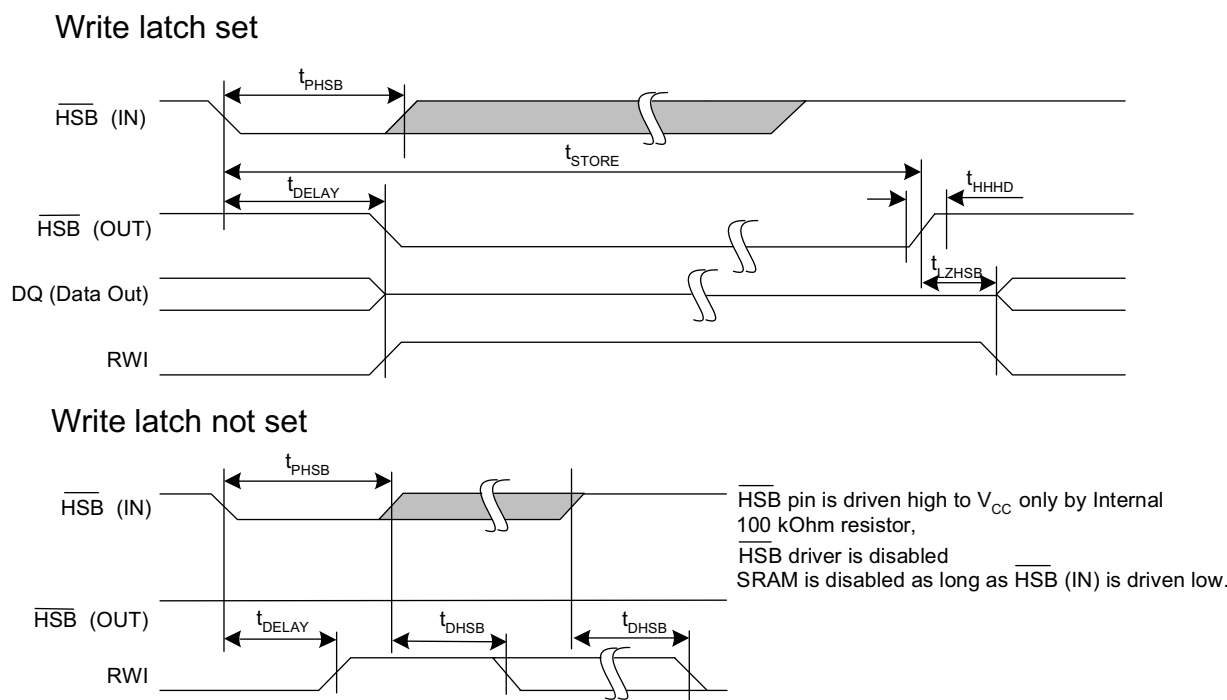 Write latch set
tPHSB
HSB (IN)
tSTORE
tDELAY
tHHHD
HSB (OUT)
tLZHSB
DQ (Data Out)
RWI
Write latch not set
tPHSB
HSB (IN)
HSB pin is driven high to VCC only by Internal
100 kOhm resistor,
HSB driver is disabled
SRAM is disabled as long as HSB (IN) is driven low.
HSB (OUT)
tDELAY
tDHSB
tDHSB
RWI